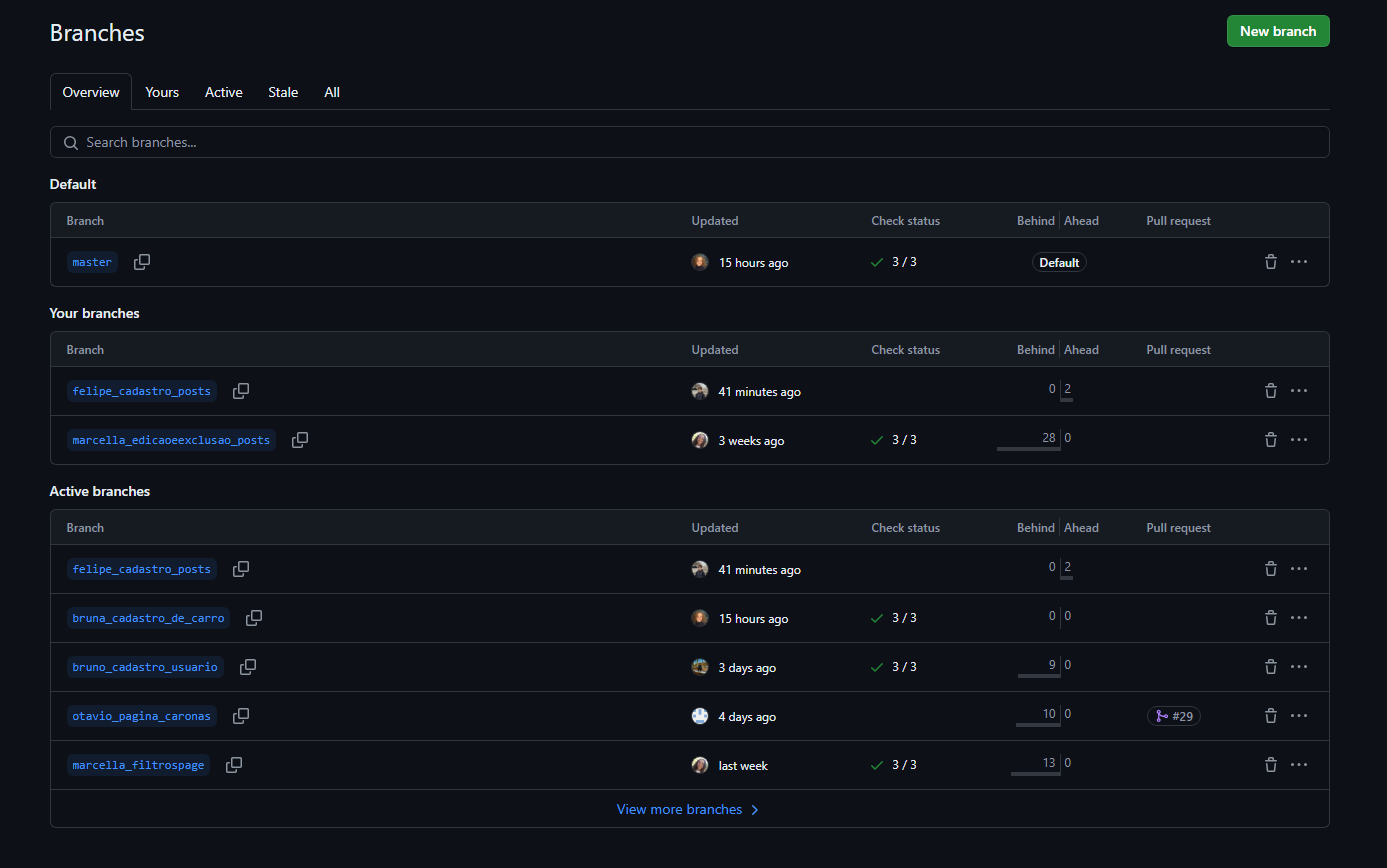 Branches
New branch
Overview Yours Active Stale All
Search branches...
Default
Branch Updated Check status Behind Ahead Pull request
master 15 hours ago 3 / 3 Default
Your branches
Branch Updated Check status Behind Ahead Pull request
felipe_cadastro_posts 41 minutes ago 0 2
marcella_edicaoeexclusao_posts 3 weeks ago 3 / 3 28 0
Active branches
Branch Updated Check status Behind Ahead Pull request
felipe_cadastro_posts 41 minutes ago 0 2
bruna_cadastro_de_carro 15 hours ago 3 / 3 0 0
bruno_cadastro_usuario 3 days ago 3 / 3 9 0
otavio_pagina_caronas 4 days ago 10 0 #29
marcella_filtrospage last week 3 / 3 13 0
View more branches